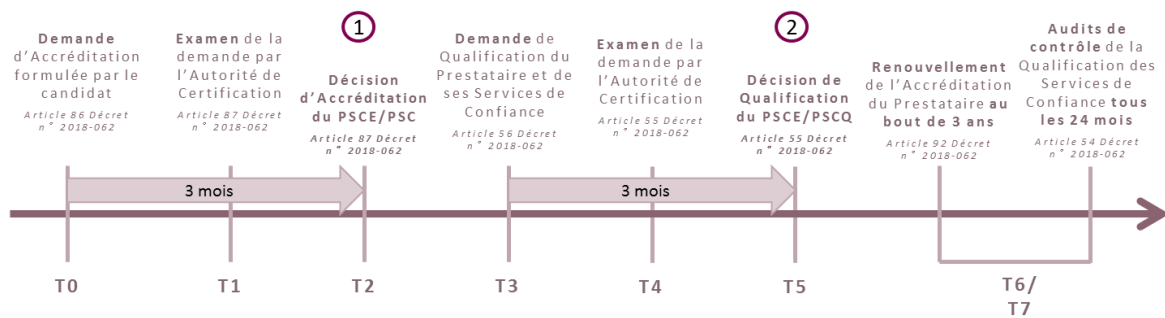 1
2
Demande
d'Accréditation
formulée par le
candidat
Article 86 Décret
n° 2018-062
Examen de la
demande par
l'Autorité de
Certification
Article 87 Décret
n° 2018-062
Décision
d'Accréditation
du PSCE/PSC
Article 87 Décret
n° 2018-062
Demande de
Qualification du
Prestataire et de
ses Services de
Confiance
Article 56 Décret
n° 2018-062
Examen de la
demande par
l'Autorité de
Certification
Article 55 Décret
n° 2018-062
Décision de
Qualification
du PSCE/PSCQ
Article 55 Décret
n° 2018-062
Renouvellement
de l'Accréditation
du Prestataire au
bout de 3 ans
Article 92 Décret
n° 2018-062
Audits de
contrôle de la
Qualification des
Services de
Confiance tous
les 24 mois
Article 54 Décret
n° 2018-062
3 mois
3 mois
T0
T1
T2
T3
T4
T5
T6/
T7